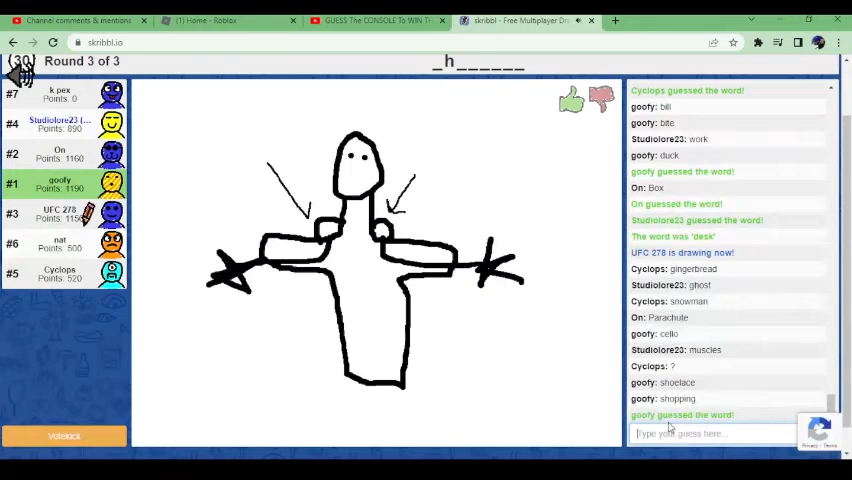 Channel comments & mentions
(1) Home - Roblox
GUESS The CONSOLE To WIN TH
skribbl - Free Multiplayer Dra
skribbl.io
(30)
Round 3 of 3
_h______
#7
k pex
Points: 0
#4
Studiolore23 (...
Points: 890
#2
On
Points: 1160
#1
goofy
Points: 1190
#3
UFC 278
#6
nat
Points: 500
#5
Cyclops
Points: 520
Votekick
Cyclops guessed the word!
goofy: bill
goofy: bite
Studiolore23: work
goofy: duck
goofy guessed the word!
On: Box
On guessed the word!
Studiolore23 guessed the word!
The word was 'desk'
UFC 278 is drawing now!
Cyclops: gingerbread
Studiolore23: ghost
Cyclops: snowman
On: Parachute
goofy: cello
Studiolore23: muscles
Cyclops: ?
goofy: shoelace
goofy: shopping
goofy guessed the word!
Type your guess here...
Privacy - Terms